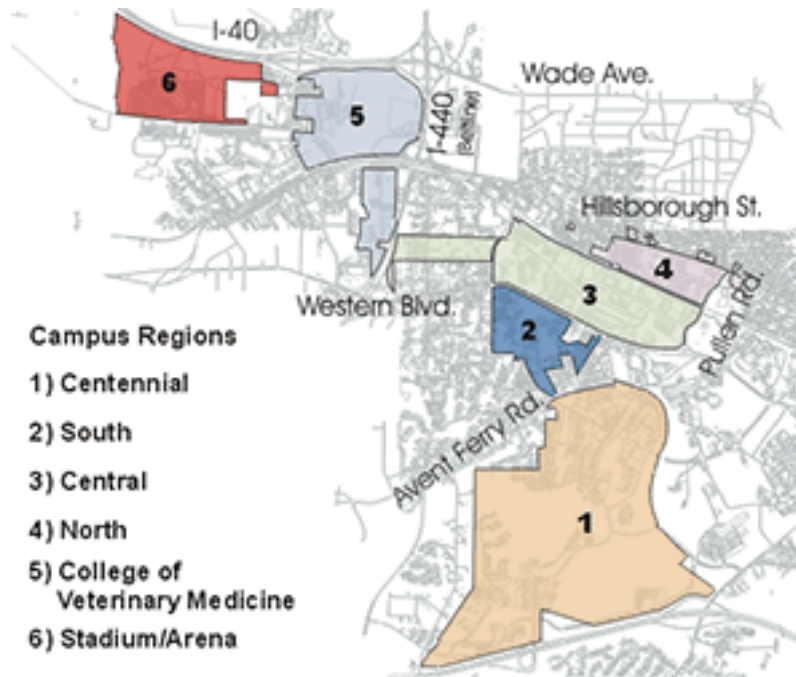 I-40
6
5
I-440
(Beltline)
Wade Ave.
Hillsborough St.
4
3
Pullen Rd.
Western Blvd.
2
Avent Ferry Rd.
1
Campus Regions
1) Centennial
2) South
3) Central
4) North
5) College of
Veterinary Medicine
6) Stadium/Arena